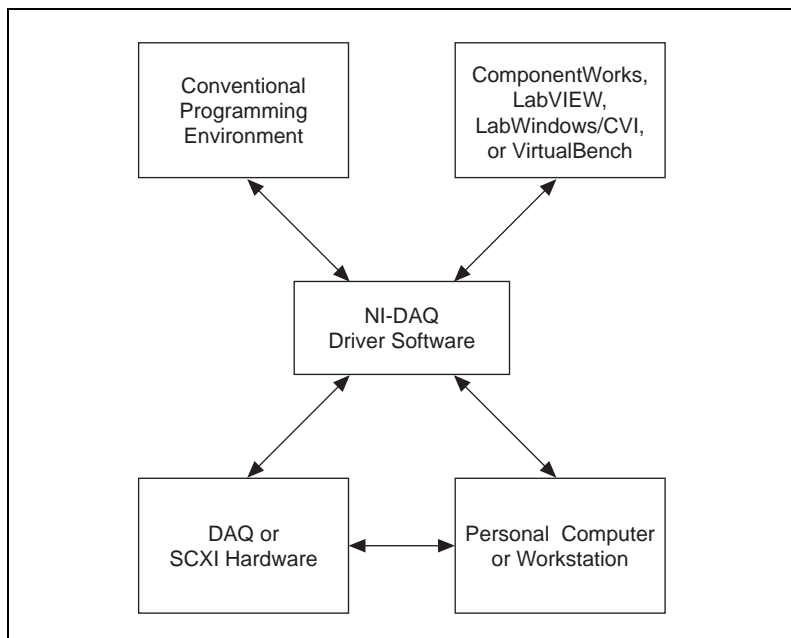 Conventional
Programming
Environment
ComponentWorks,
LabVIEW,
LabWindows/CVI,
or VirtualBench
NI-DAQ
Driver Software
DAQ or
SCXI Hardware
Personal Computer
or Workstation